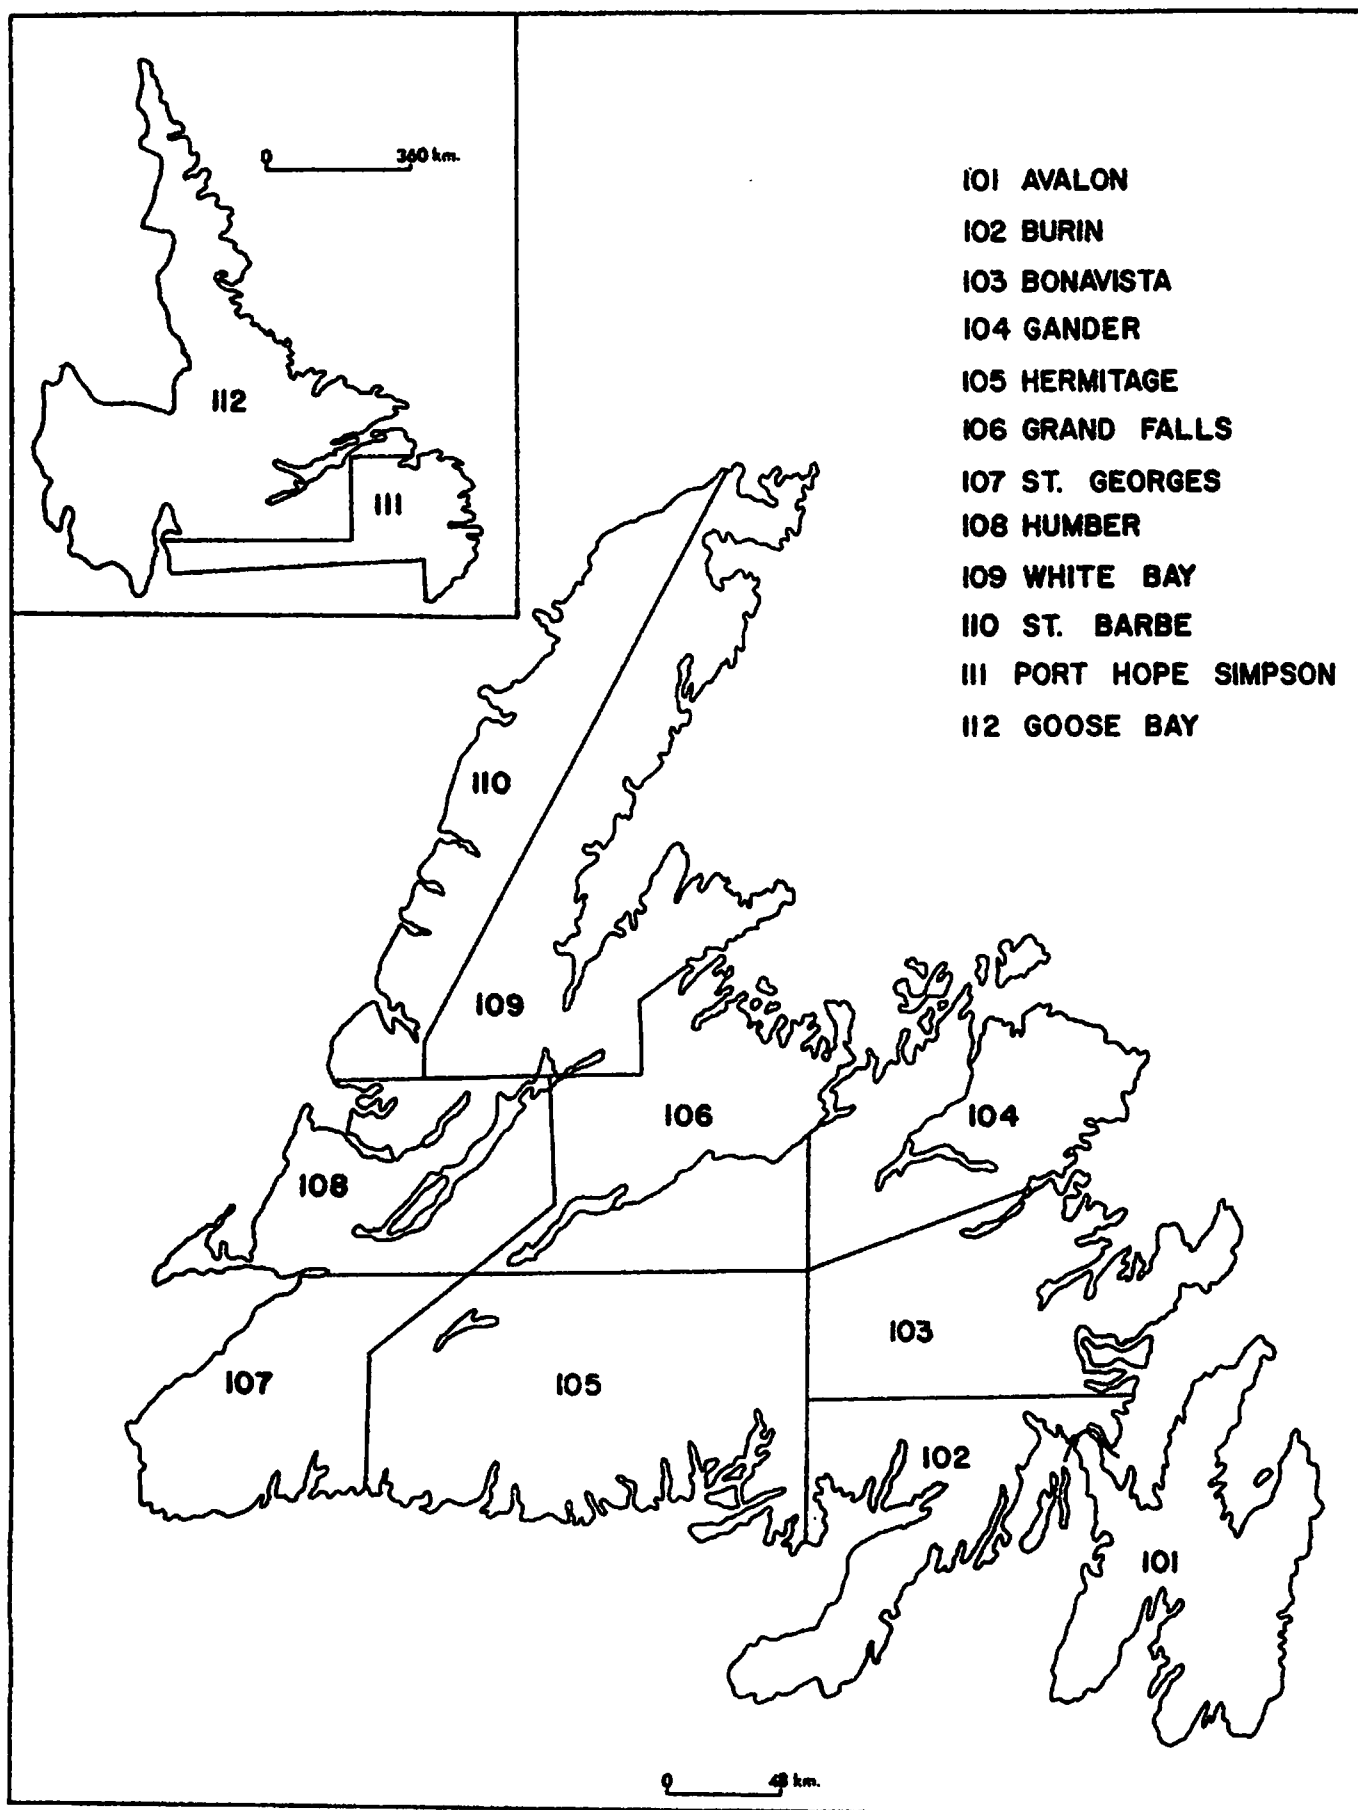 0 360 km.
112
111
101 AVALON
102 BURIN
103 BONAVISTA
104 GANDER
105 HERMITAGE
106 GRAND FALLS
107 ST. GEORGES
108 HUMBER
109 WHITE BAY
110 ST. BARBE
111 PORT HOPE SIMPSON
112 GOOSE BAY
110
109
106
104
108
103
107
105
102
101
0 48 km.